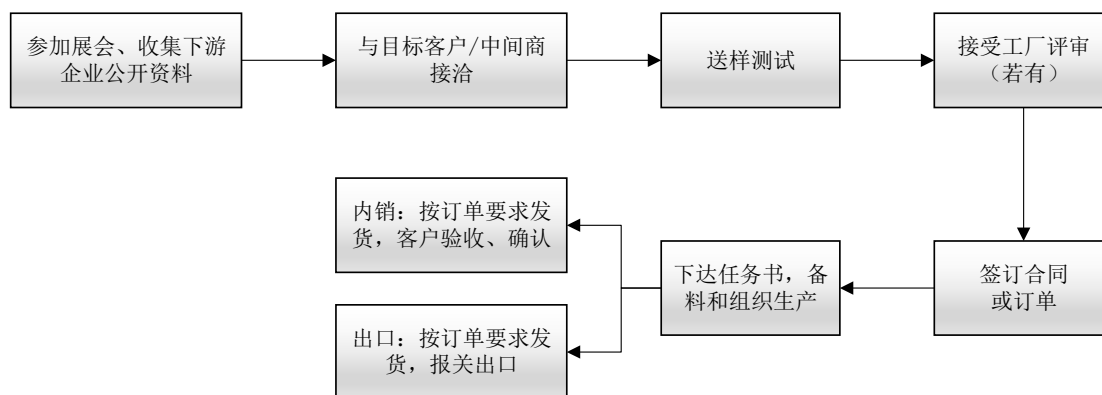 参加展会、收集下游
企业公开资料
与目标客户/中间商
接洽
送样测试
接受工厂评审
（若有）
签订合同
或订单
下达任务书，备
料和组织生产
内销：按订单要求发
货，客户验收、确认
出口：按订单要求发
货，报关出口